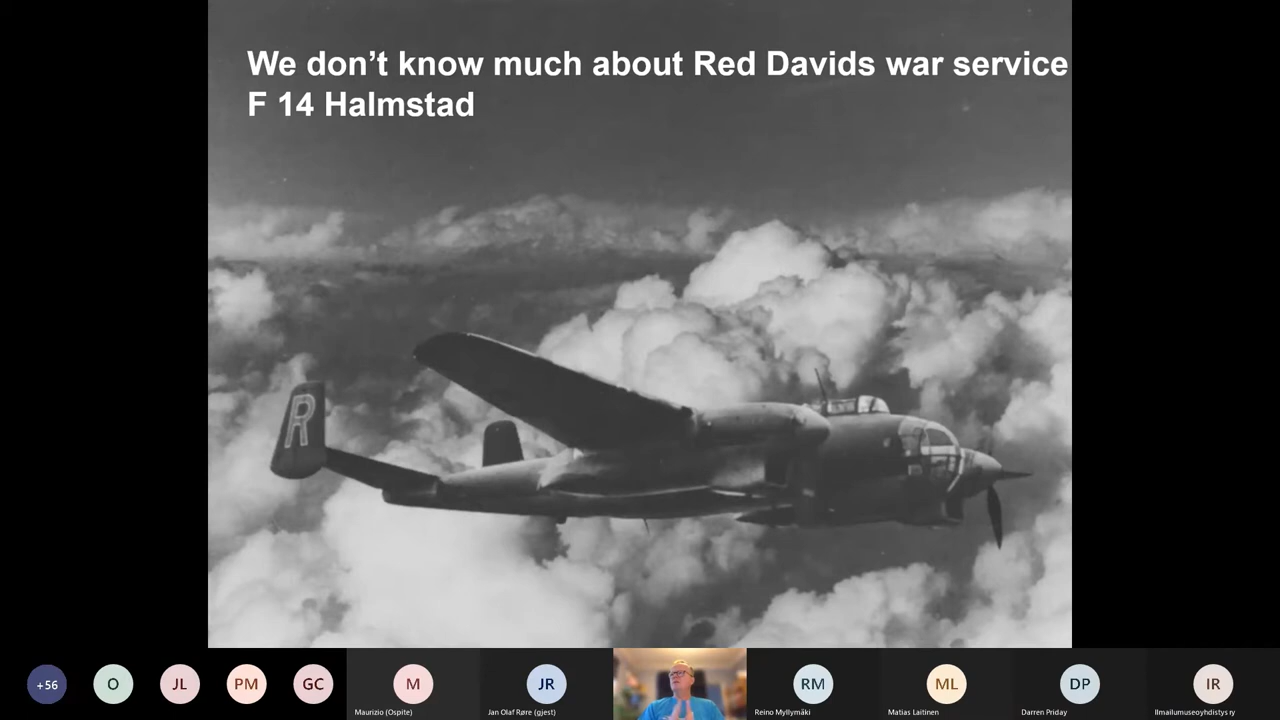 We don’t know much about Red Davids war service
F 14 Halmstad
R
+56
O
JL
PM
GC
M
Maurizio (Ospite)
JR
Jan Olaf Røre (gjest)
RM
Reino Myllymäki
ML
Matias Laitinen
DP
Darren Priday
IR
Ilmailumuseoyhdistys ry